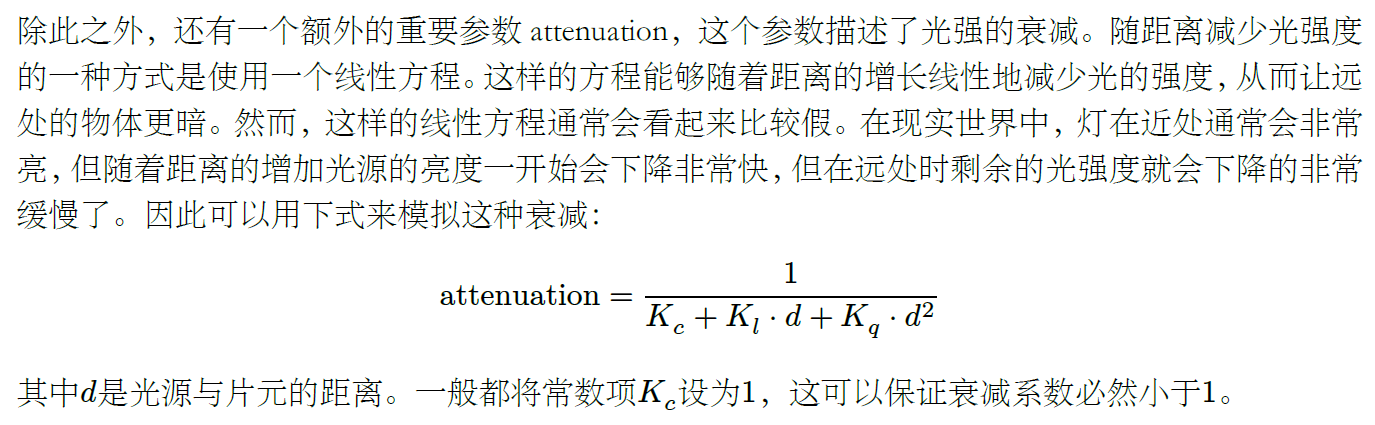 除此之外，还有一个额外的重要参数 attenuation，这个参数描述了光强的衰减。随距离减少光强度
的一种方式是使用一个线性方程。这样的方程能够随着距离的增长线性地减少光的强度，从而让远
处的物体更暗。然而，这样的线性方程通常会看起来比较假。在现实世界中，灯在近处通常会非常
亮，但随着距离的增加光源的亮度一开始会下降非常快，但在远处时剩余的光强度就会下降的非常
缓慢了。因此可以用下式来模拟这种衰减：
attenuation = \frac{1}{K_c + K_l \cdot d + K_q \cdot d^2}
其中d是光源与片元的距离。一般都将常数项K_c设为1，这可以保证衰减系数必然小于1。